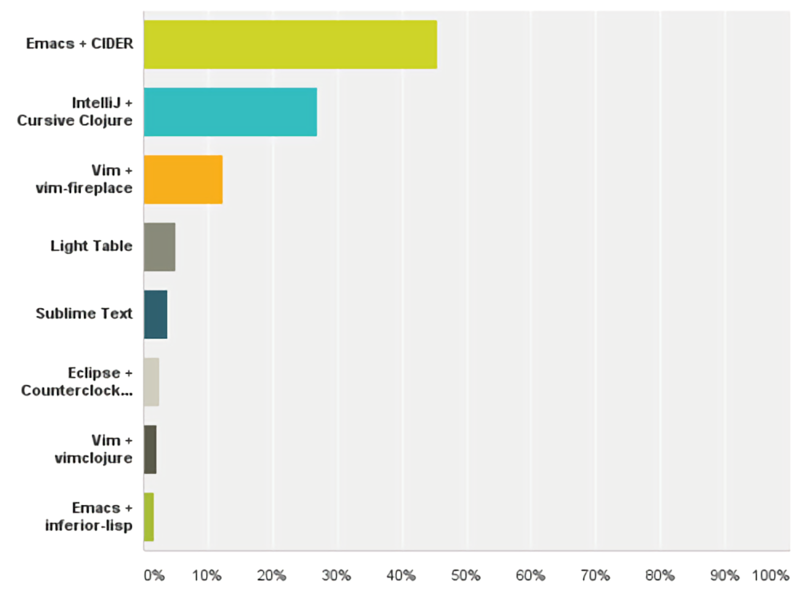 Emacs + CIDER
IntelliJ +
Cursive Clojure
Vim +
vim-fireplace
Light Table
Sublime Text
Eclipse +
Counterclock...
Vim +
vimclojure
Emacs +
inferior-lisp
0% 10% 20% 30% 40% 50% 60% 70% 80% 90% 100%